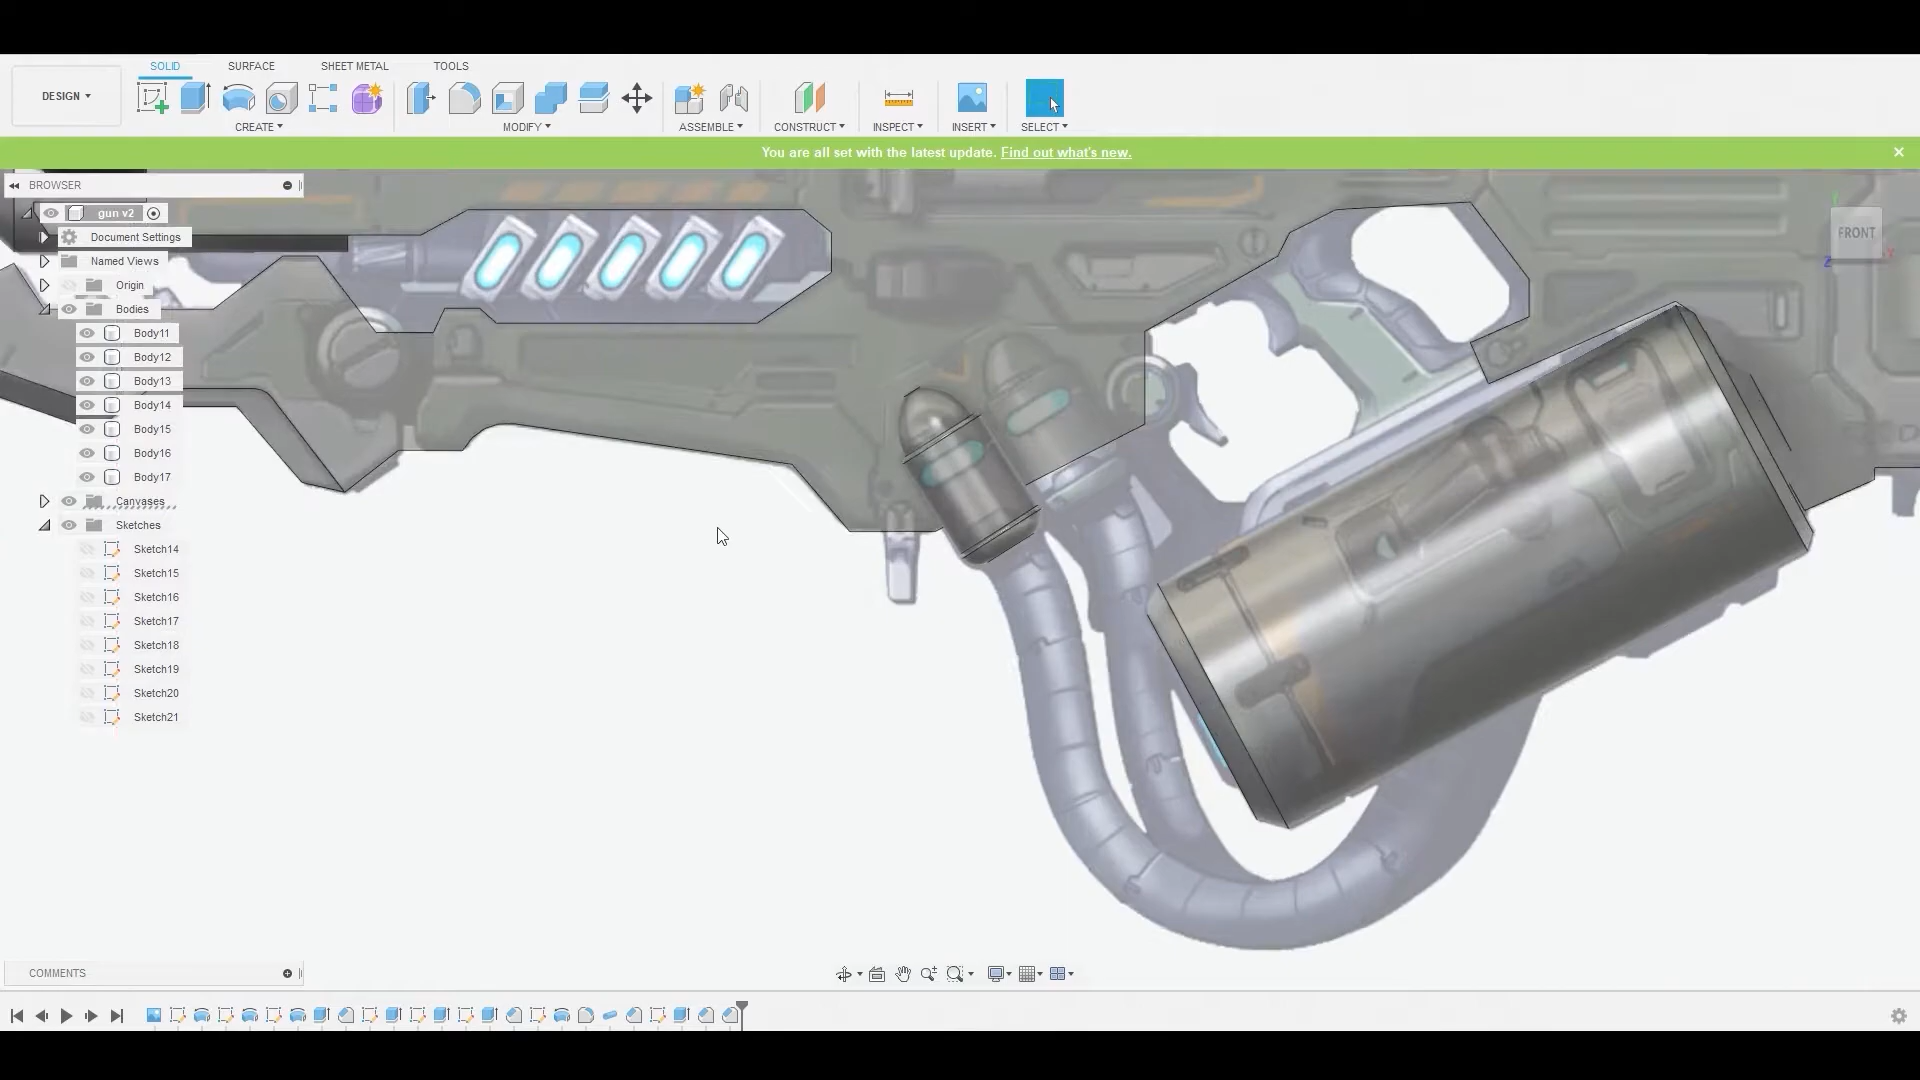 SOLID SURFACE SHEET METAL TOOLS
DESIGN
CREATE MODIFY ASSEMBLE CONSTRUCT INSPECT INSERT SELECT
You are all set with the latest update. Find out what's new.
BROWSER
gun v2
Document Settings
Named Views
Origin
Bodies
Body11
Body12
Body13
Body14
Body15
Body16
Body17
Canvases
Sketches
Sketch14
Sketch15
Sketch16
Sketch17
Sketch18
Sketch19
Sketch20
Sketch21
Y
FRONT
X
Z
COMMENTS